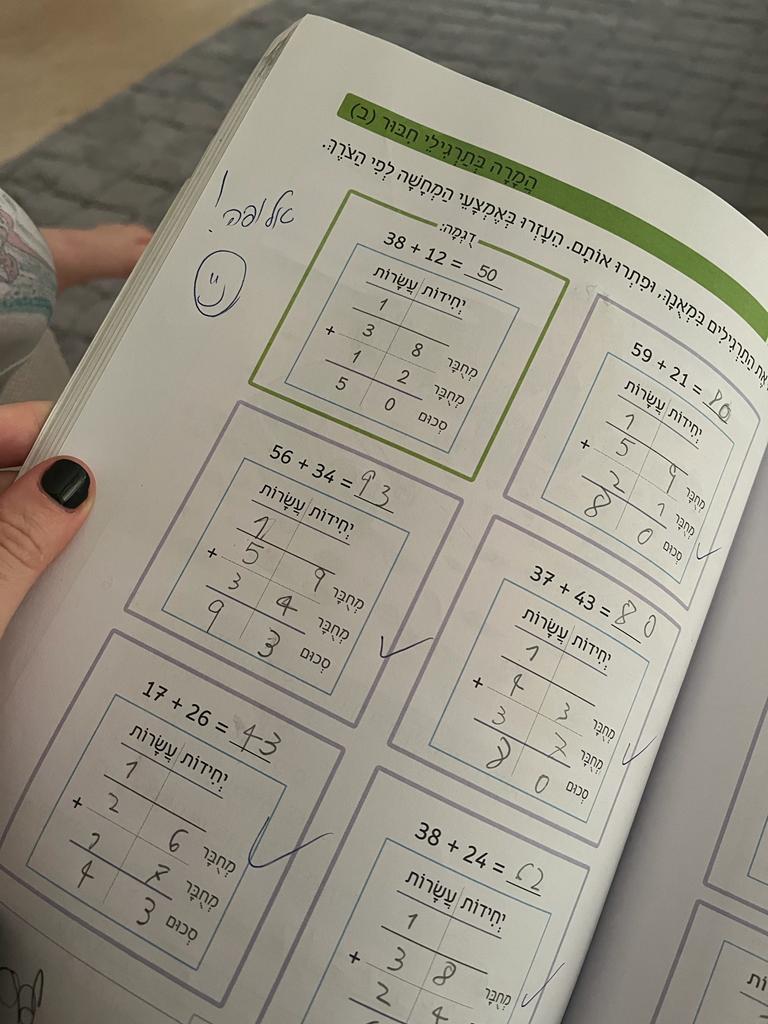 הֲמָרָה בְּתַרְגִּילֵי חִבּוּר (ב)
אֶת הַתַּרְגִּילִים בַּמְּאֻנָּךְ, וּפִתְרוּ אוֹתָם. הֵעָזְרוּ בְּאֶמְצָעֵי הַמְחָשָׁה לְפִי הַצֹּרֶךְ.
אלופה!
דֻּגְמָה:
38 + 12 = 50
יְחִידוֹת עֲשָׂרוֹת
1
+ 3 8 מְחֻבָּר
1 2 מְחֻבָּר
5 0 סְכוּם
59 + 21 = 80
יְחִידוֹת עֲשָׂרוֹת
1
+ 5 9 מְחֻבָּר
2 1 מְחֻבָּר
8 0 סְכוּם
56 + 34 = 93
יְחִידוֹת עֲשָׂרוֹת
1
+ 5 9 מְחֻבָּר
3 4 מְחֻבָּר
9 3 סְכוּם
37 + 43 = 80
יְחִידוֹת עֲשָׂרוֹת
1
+ 4 3 מְחֻבָּר
3 7 מְחֻבָּר
8 0 סְכוּם
17 + 26 = 43
יְחִידוֹת עֲשָׂרוֹת
1
+ 2 6 מְחֻבָּר
1 7 מְחֻבָּר
4 3 סְכוּם
38 + 24 = 62
יְחִידוֹת עֲשָׂרוֹת
1
+ 3 8 מְחֻבָּר
2 4